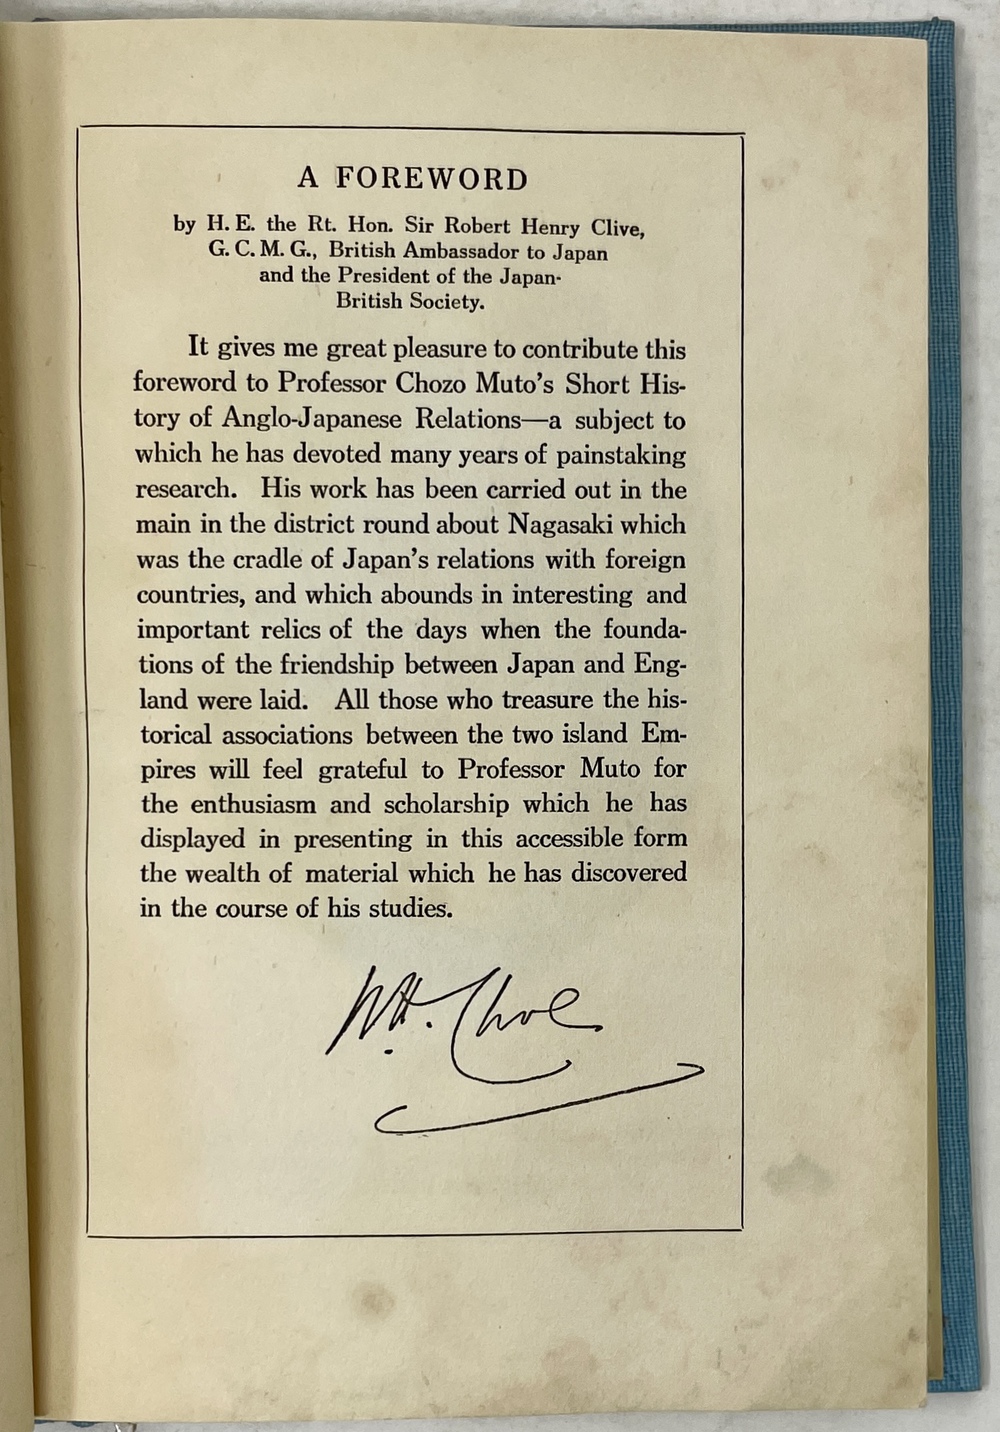 A FOREWORD
by H. E. the Rt. Hon. Sir Robert Henry Clive,
G. C. M. G., British Ambassador to Japan
and the President of the Japan-
British Society.
It gives me great pleasure to contribute this
foreword to Professor Chozo Muto's Short His-
tory of Anglo-Japanese Relations—a subject to
which he has devoted many years of painstaking
research. His work has been carried out in the
main in the district round about Nagasaki which
was the cradle of Japan's relations with foreign
countries, and which abounds in interesting and
important relics of the days when the founda-
tions of the friendship between Japan and Eng-
land were laid. All those who treasure the his-
torical associations between the two island Em-
pires will feel grateful to Professor Muto for
the enthusiasm and scholarship which he has
displayed in presenting in this accessible form
the wealth of material which he has discovered
in the course of his studies.
R. H. Clive